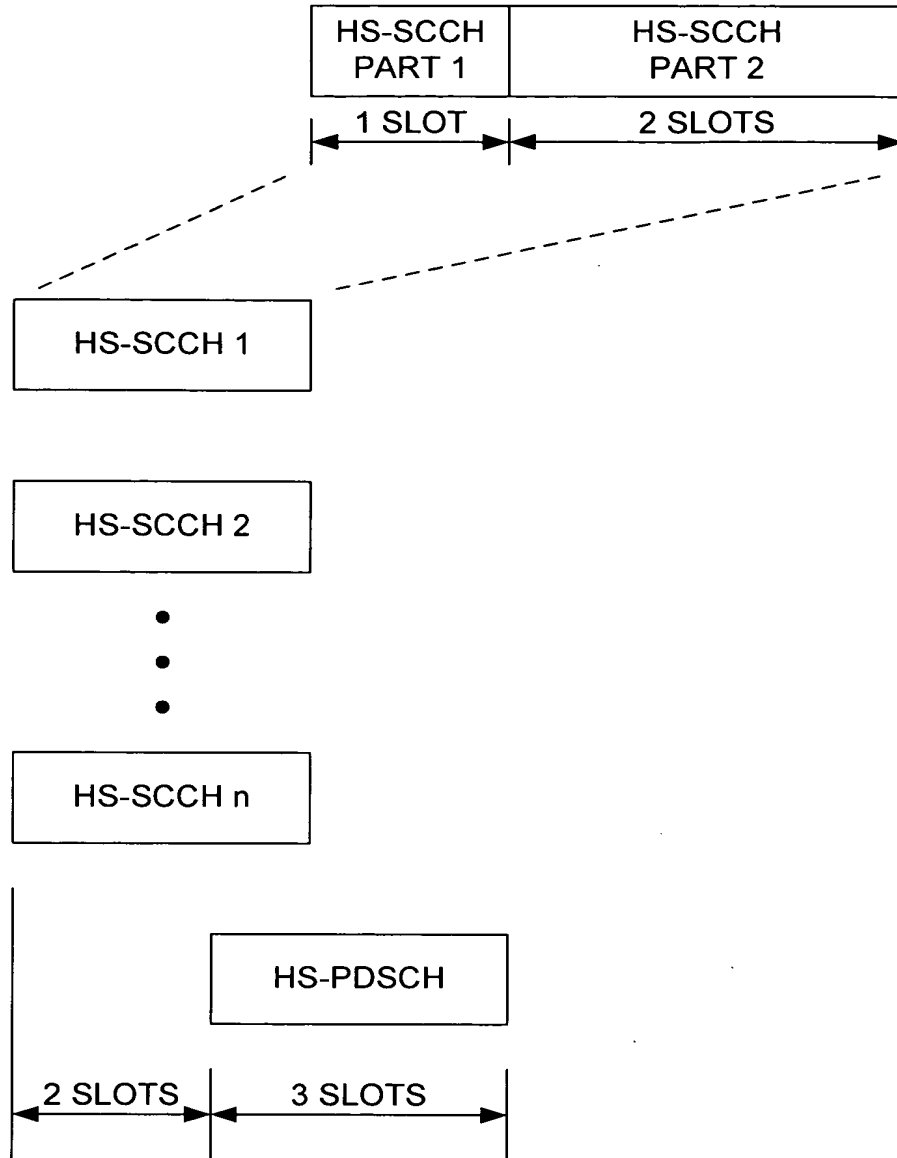 HS-SCCH
PART 1
HS-SCCH
PART 2
1 SLOT
2 SLOTS
HS-SCCH 1
HS-SCCH 2
HS-SCCH n
HS-PDSCH
2 SLOTS
3 SLOTS